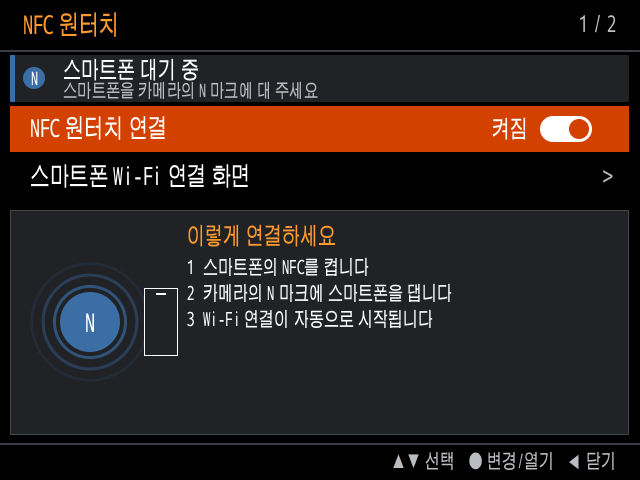 NFC 원터치
1 / 2
N
스마트폰 대기 중
스마트폰을 카메라의 N 마크에 대 주세요
NFC 원터치 연결 켜짐
스마트폰 Wi-Fi 연결 화면 >
이렇게 연결하세요
1 스마트폰의 NFC를 켭니다
2 카메라의 N 마크에 스마트폰을 댑니다
3 Wi-Fi 연결이 자동으로 시작됩니다
N
▲▼ 선택 ● 변경/열기 ◀ 닫기